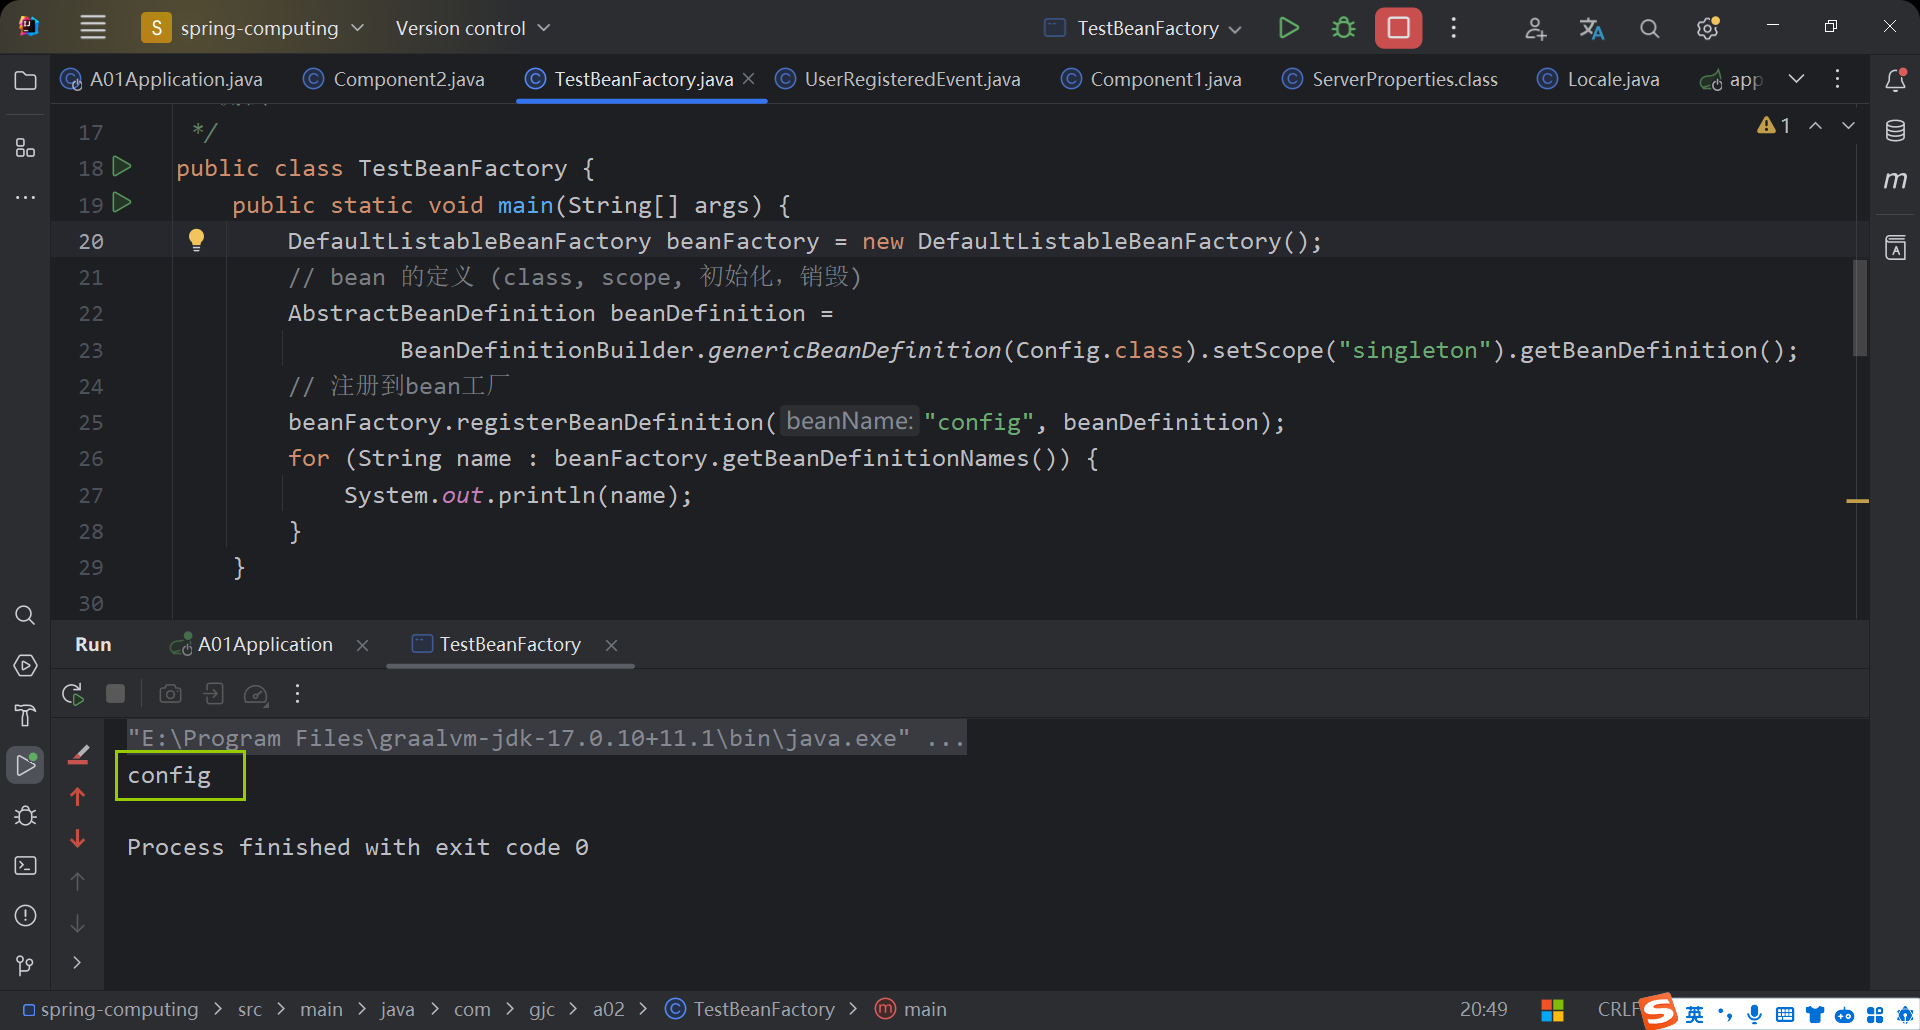 S spring-computing Version control TestBeanFactory
A01Application.java Component2.java TestBeanFactory.java UserRegisteredEvent.java Component1.java ServerProperties.class Locale.java app
17 */
1
18 public class TestBeanFactory {
19 public static void main(String[] args) {
20 DefaultListableBeanFactory beanFactory = new DefaultListableBeanFactory();
21 // bean 的定义 (class, scope, 初始化，销毁)
22 AbstractBeanDefinition beanDefinition =
23 BeanDefinitionBuilder.genericBeanDefinition(Config.class).setScope("singleton").getBeanDefinition();
24 // 注册到bean工厂
25 beanFactory.registerBeanDefinition( beanName: "config", beanDefinition);
26 for (String name : beanFactory.getBeanDefinitionNames()) {
27 System.out.println(name);
28 }
29 }
30
Run A01Application TestBeanFactory
"E:\Program Files\graalvm-jdk-17.0.10+11.1\bin\java.exe" ...
config
Process finished with exit code 0
spring-computing > src > main > java > com > gjc > a02 > TestBeanFactory > main 20:49 CRLF
英